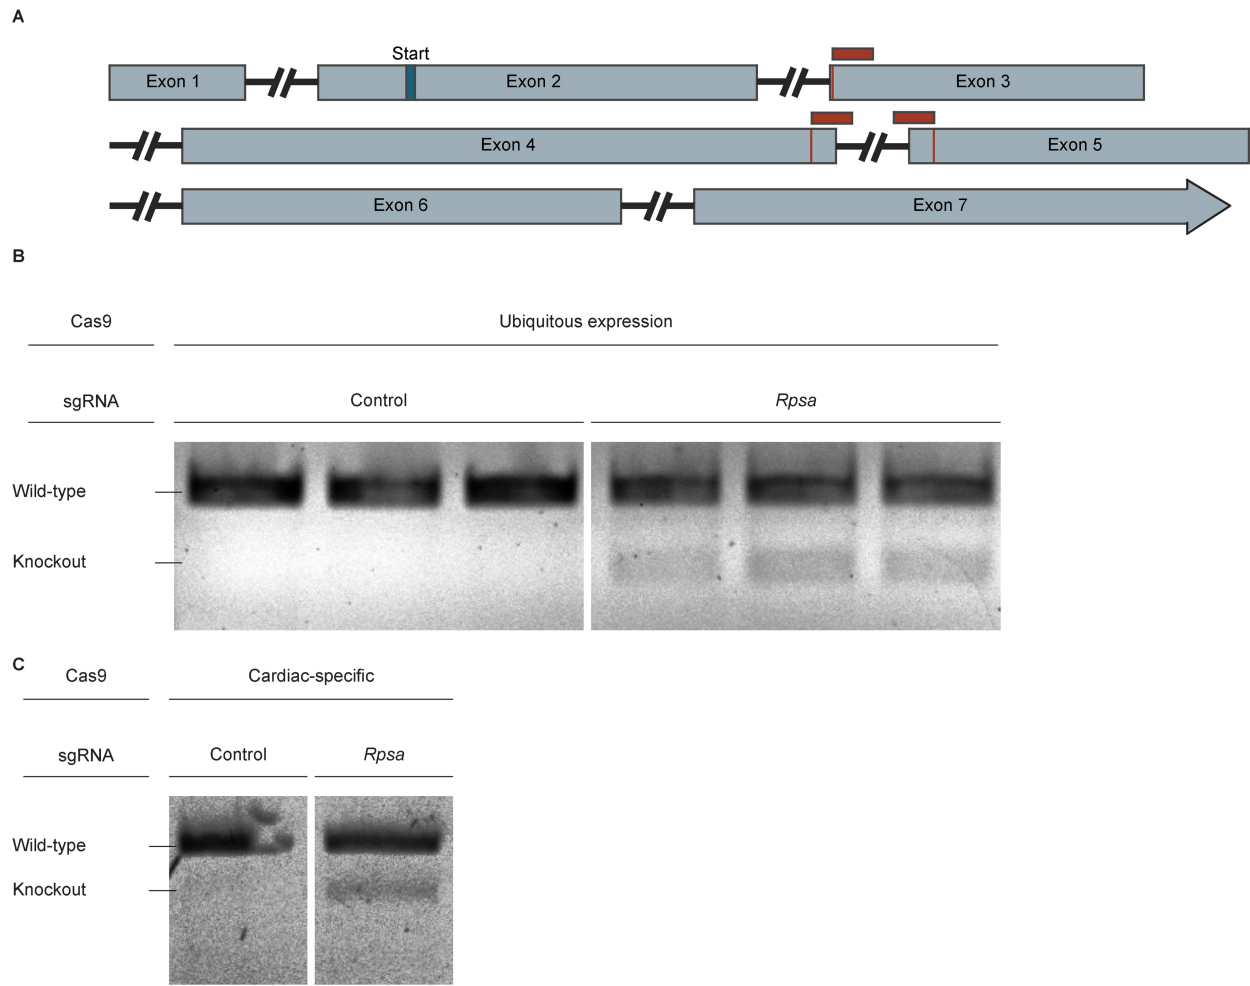 A
Start
Exon 1
Exon 2
Exon 3
Exon 4
Exon 5
Exon 6
Exon 7
B
Cas9
Ubiquitous expression
sgRNA
Control
Rpsa
Wild-type
Knockout
C
Cas9
Cardiac-specific
sgRNA
Control
Rpsa
Wild-type
Knockout